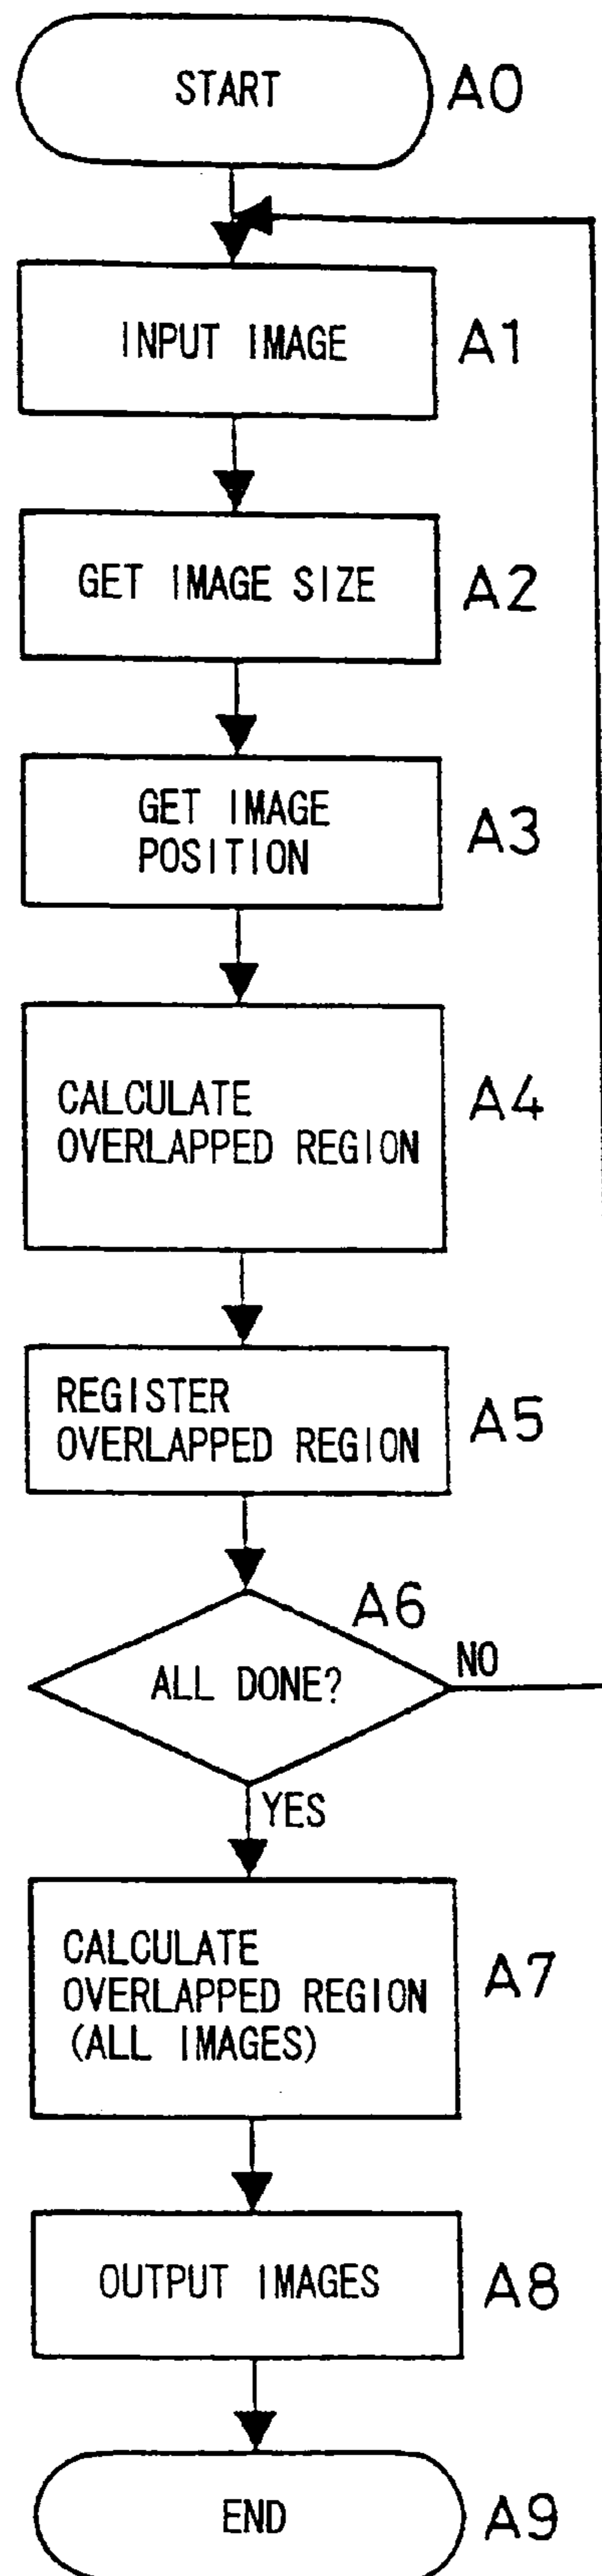 START A0
INPUT IMAGE A1
GET IMAGE SIZE A2
GET IMAGE
POSITION
A3
CALCULATE
OVERLAPPED REGION
A4
REGISTER
OVERLAPPED REGION
A5
A6
ALL DONE?
NO
YES
CALCULATE
OVERLAPPED REGION
(ALL IMAGES)
A7
OUTPUT IMAGES A8
END A9